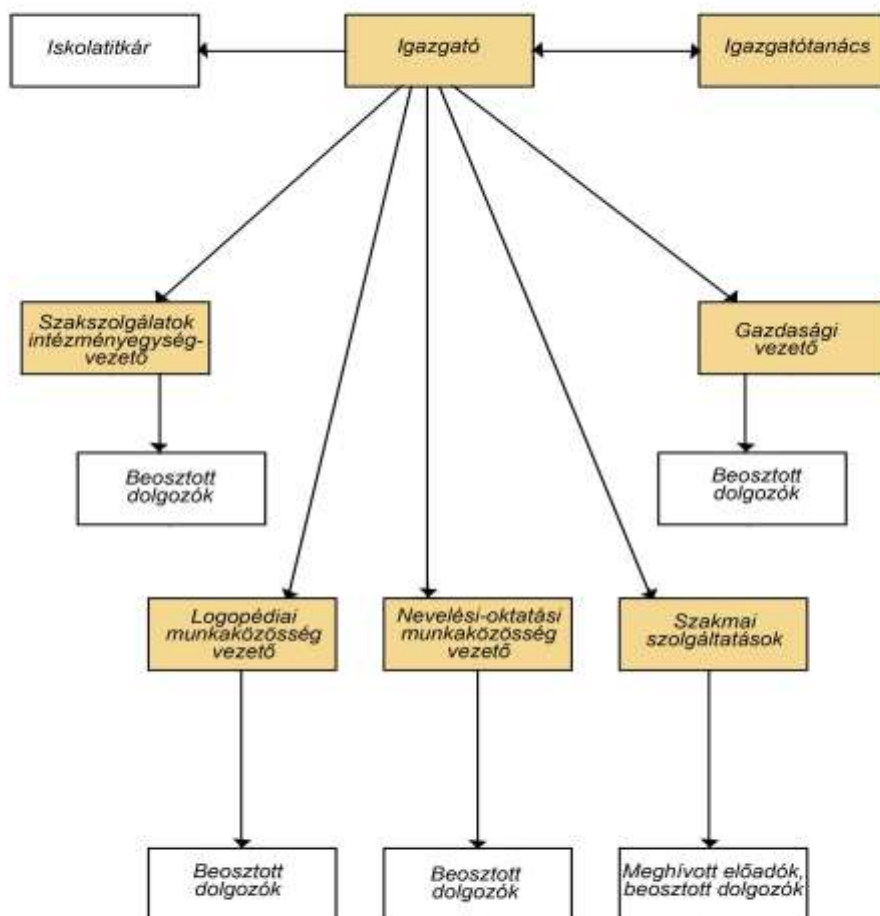 Iskolatitkár
Igazgató
Igazgatótanács
Szakszolgálatok
intézményegység-
vezető
Gazdasági
vezető
Beosztott
dolgozók
Beosztott
dolgozók
Logopédiai
munkaközösség
vezető
Nevelési-oktatási
munkaközösség
vezető
Szakmai
szolgáltatások
Beosztott
dolgozók
Beosztott
dolgozók
Meghívott előadók,
beosztott dolgozók